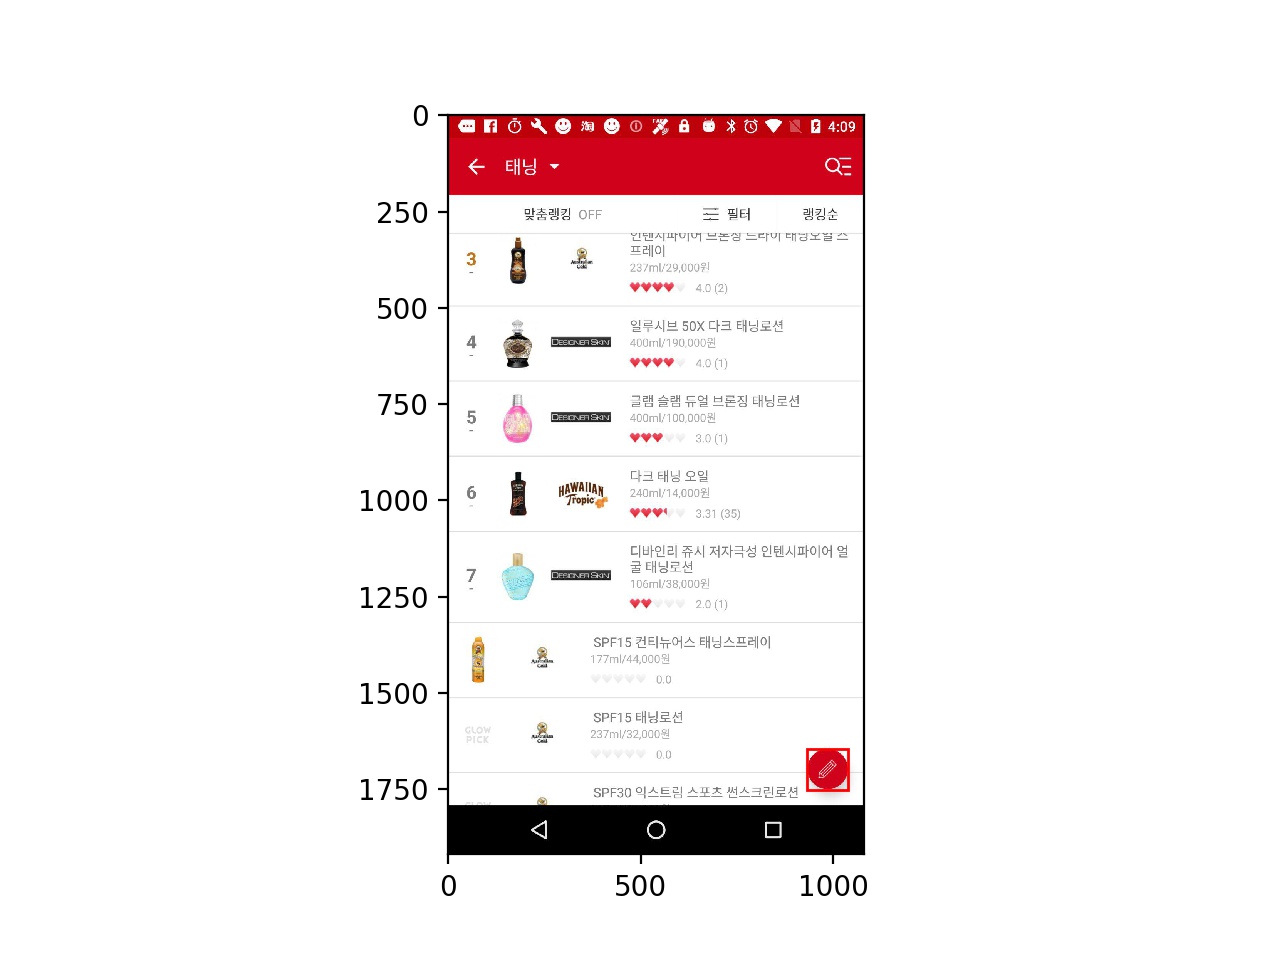 0
4:09
태닝
250
맞춤랭킹 OFF 필터 랭킹순
인텐시파이어 브론징 드라이 태닝오일 스
프레이
3
Australian
Gold
237ml/29,000원
4.0 (2)
500
일루시브 50X 다크 태닝로션
4
DESIGNER SKIN
400ml/190,000원
4.0 (1)
750
글램 슬램 듀얼 브론징 태닝로션
5
DESIGNER SKIN
400ml/100,000원
3.0 (1)
1000
다크 태닝 오일
6
HAWAIIAN
Tropic
240ml/14,000원
3.31 (35)
디바인리 쥬시 저자극성 인텐시파이어 얼
굴 태닝로션
7
DESIGNER SKIN
106ml/38,000원
2.0 (1)
1250
SPF15 컨티뉴어스 태닝스프레이
Australian
Gold
177ml/44,000원
0.0
1500
SPF15 태닝로션
GLOW
PICK
Australian
Gold
237ml/32,000원
0.0
1750
SPF30 익스트림 스포츠 썬스크린로션
0 500 1000